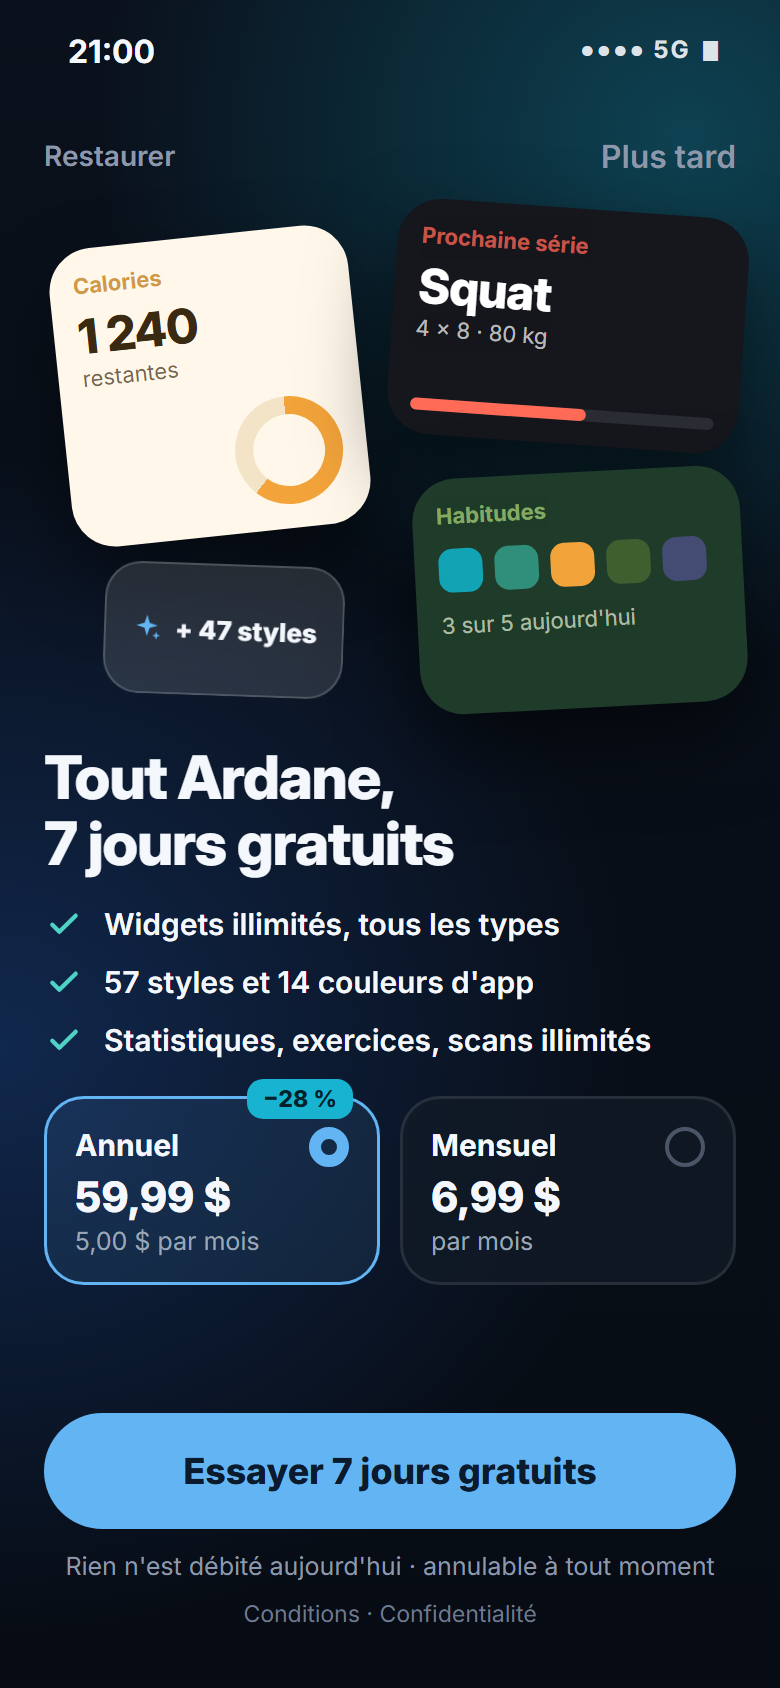 21:00
5G
Restaurer
Plus tard
Calories
1 240
restantes
Prochaine série
Squat
4 × 8 · 80 kg
Habitudes
3 sur 5 aujourd'hui
+ 47 styles
Tout Ardane,
7 jours gratuits
Widgets illimités, tous les types
57 styles et 14 couleurs d'app
Statistiques, exercices, scans illimités
−28 %
Annuel
59,99 $
5,00 $ par mois
Mensuel
6,99 $
par mois
Essayer 7 jours gratuits
Rien n'est débité aujourd'hui · annulable à tout moment
Conditions · Confidentialité